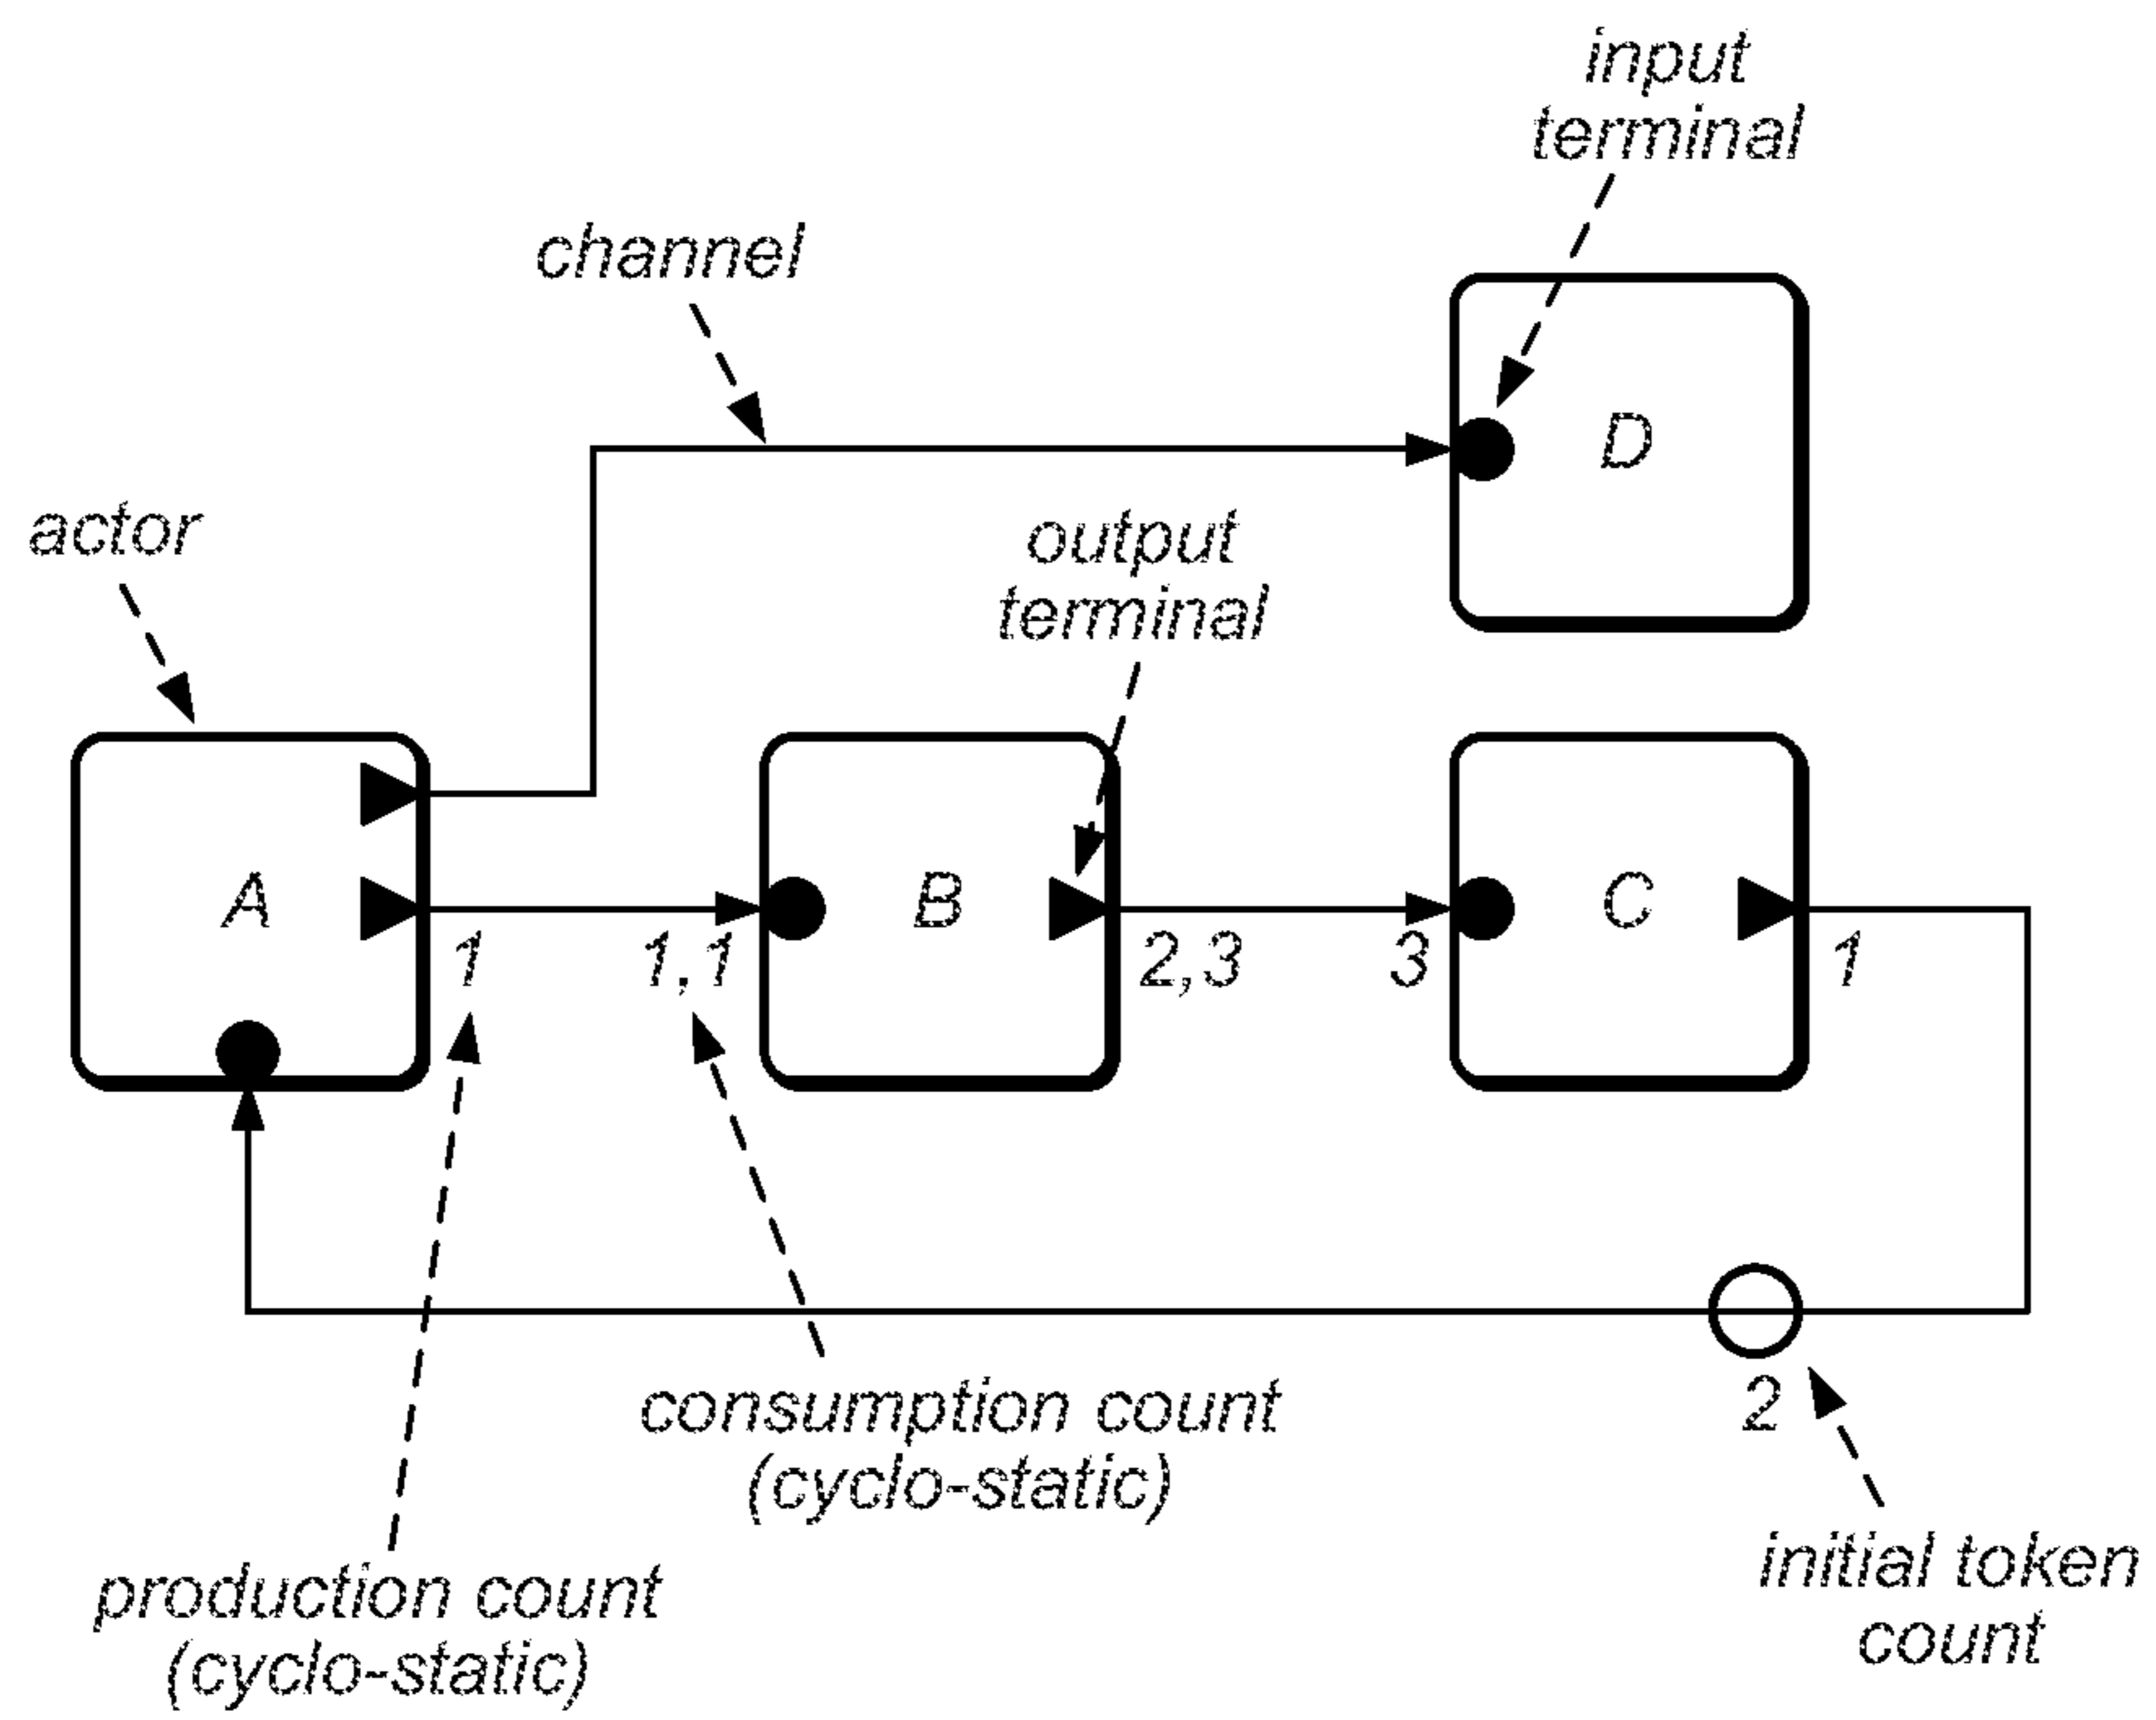 input
terminal
channel
D
actor
output
terminal
A
B
C
1
1,1
2,3
3
1
2
consumption count
(cyclo-static)
production count
(cyclo-static)
initial token
count